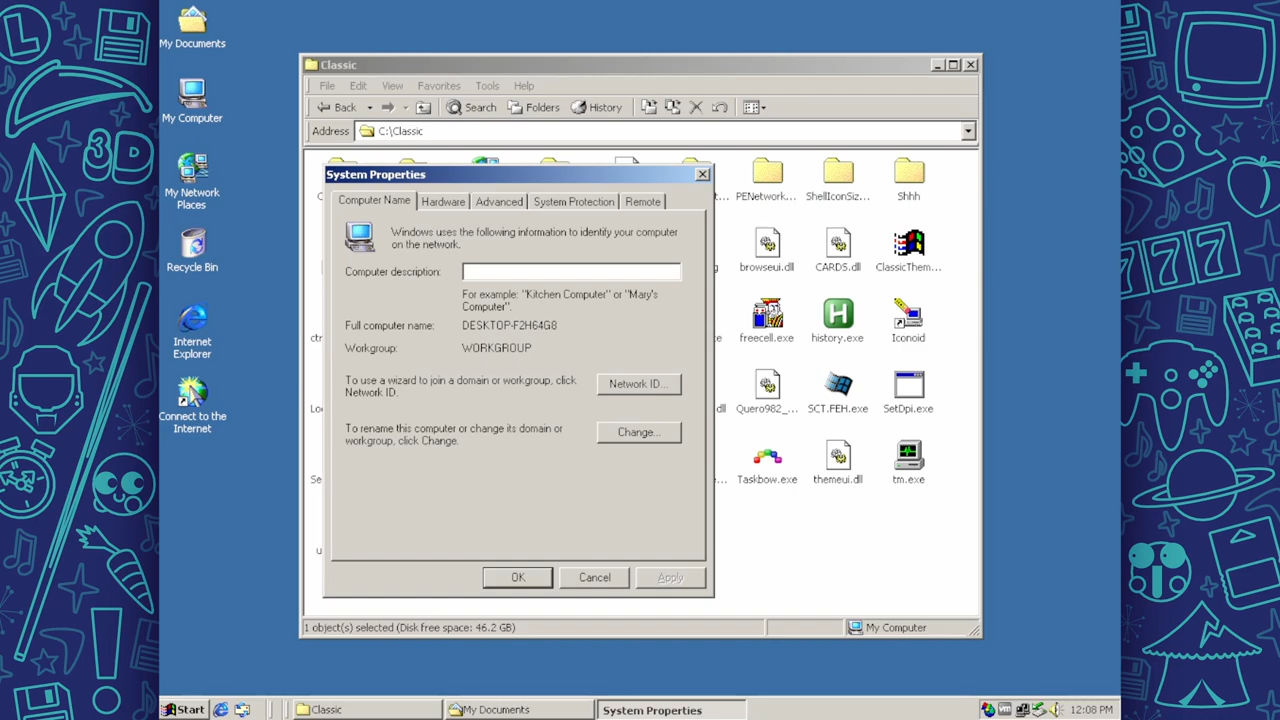 My Documents
My Computer
My Network
Places
Recycle Bin
Internet
Explorer
Connect to the
Internet
Classic
File Edit View Favorites Tools Help
Back Search Folders History
Address C:\Classic
System Properties
Computer Name Hardware Advanced System Protection Remote
Windows uses the following information to identify your computer
on the network.
Computer description:
For example: "Kitchen Computer" or "Mary's
Computer".
Full computer name: DESKTOP-F2H64G8
Workgroup: WORKGROUP
To use a wizard to join a domain or workgroup, click
Network ID.
Network ID...
To rename this computer or change its domain or
workgroup, click Change.
Change...
OK Cancel Apply
PENetwork... ShellIconSiz... Shhh
browseui.dll CARDS.dll ClassicThem...
freecell.exe history.exe Iconoid
Quero982_... SCT.FEH.exe SetDpi.exe
Taskbow.exe themeui.dll tm.exe
1 object(s) selected (Disk free space: 46.2 GB) My Computer
Start Classic My Documents System Properties 12:08 PM
3D
777